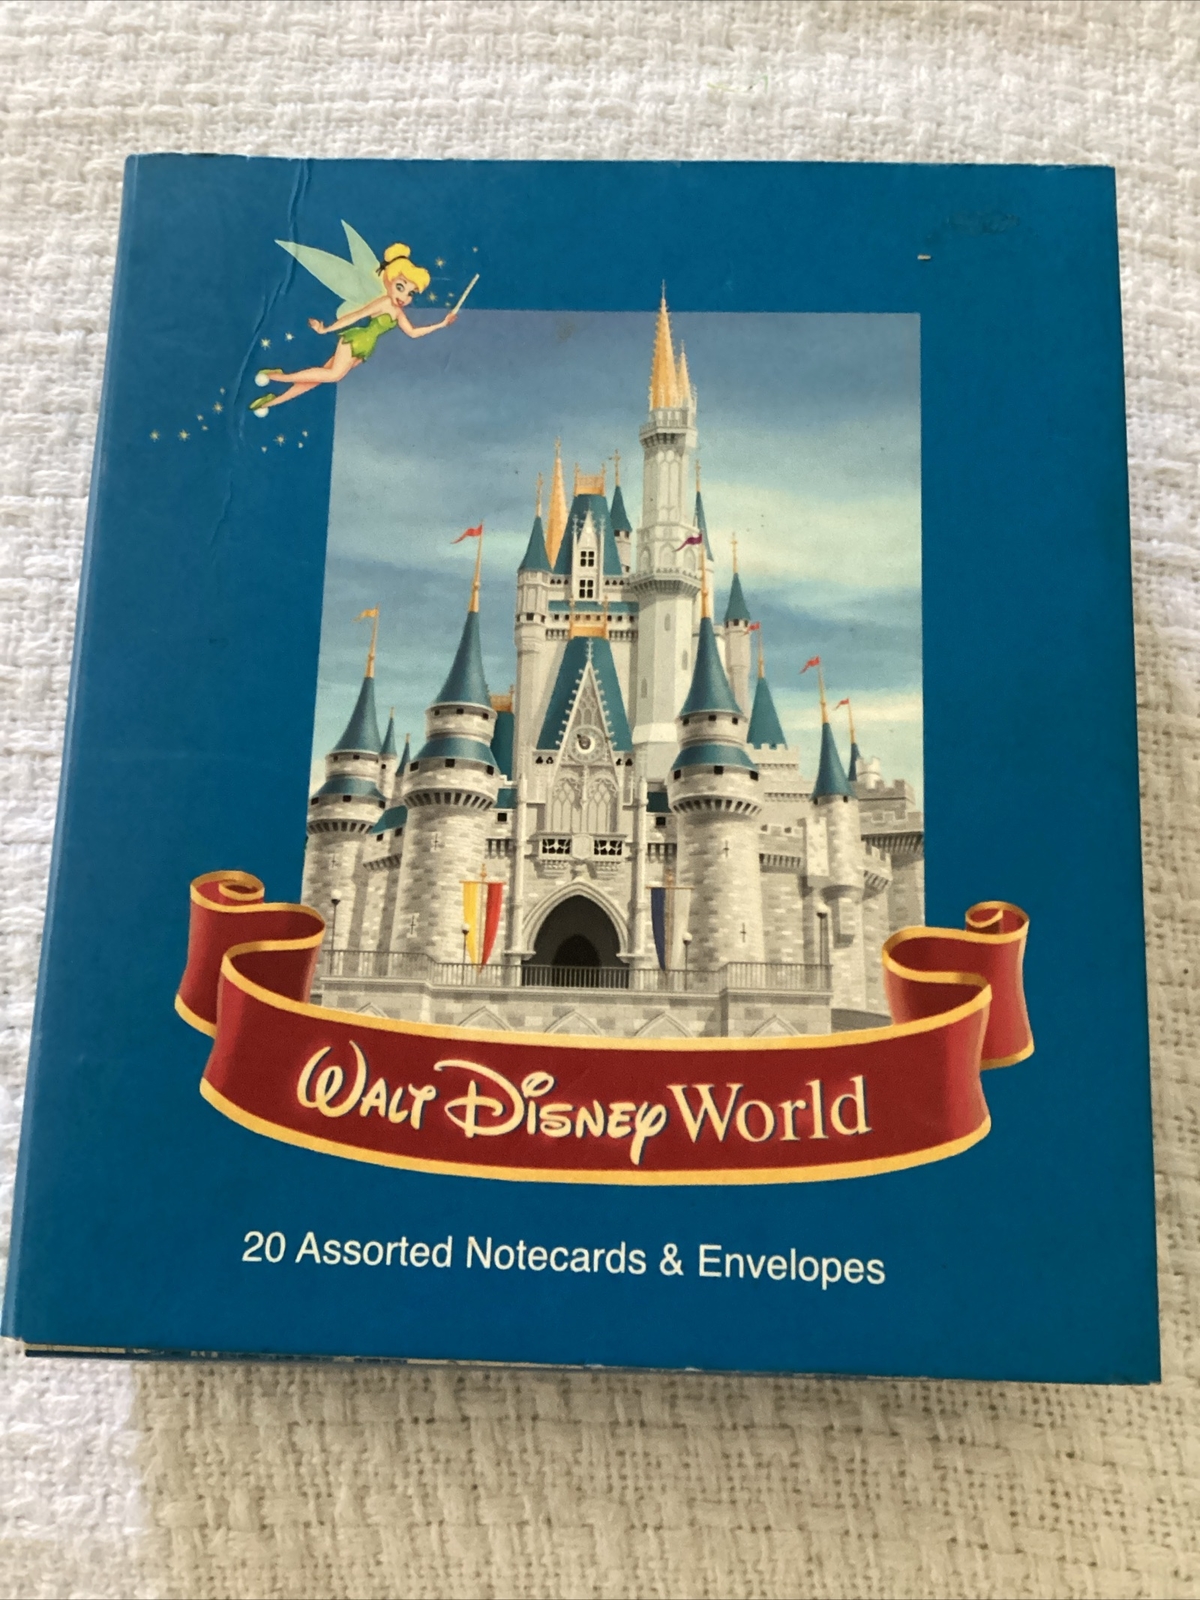 Walt Disney World
20 Assorted Notecards & Envelopes